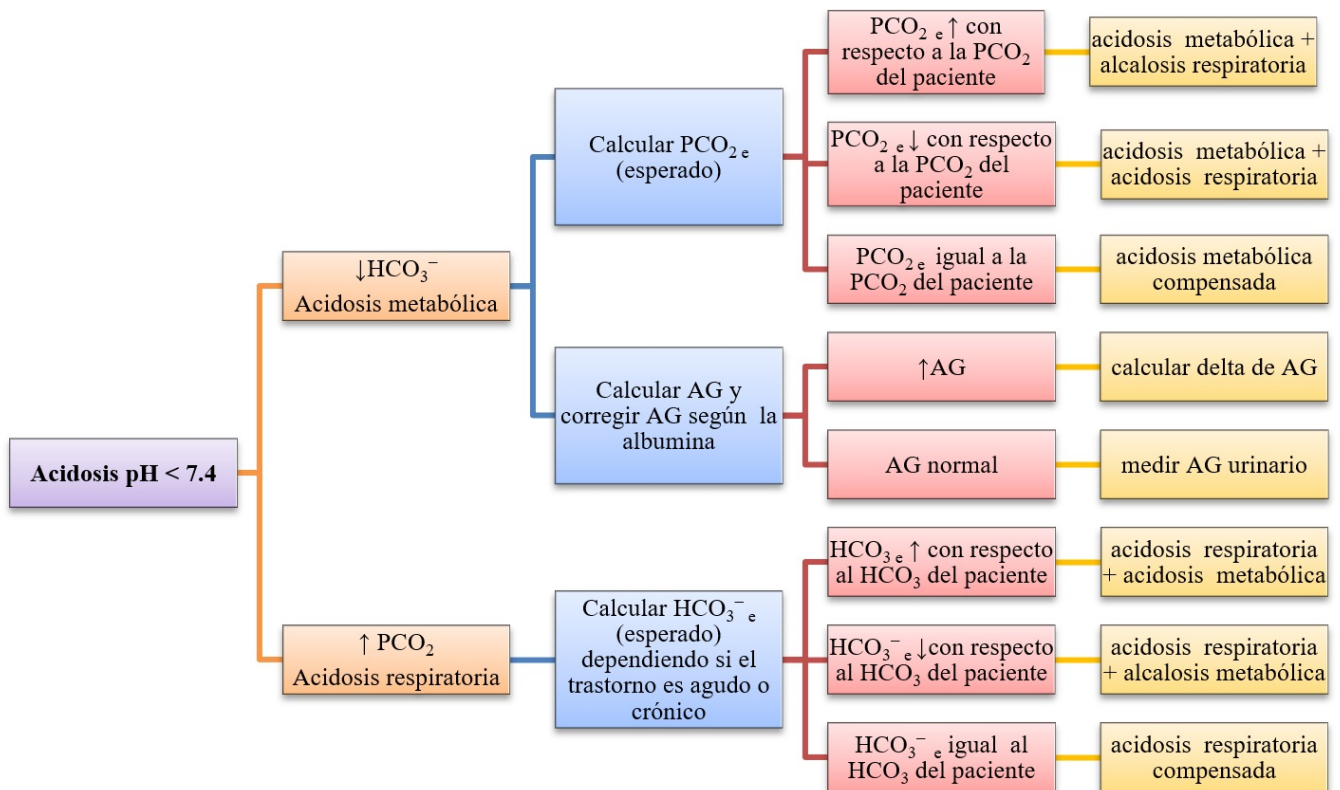 Acidosis pH < 7.4
↓HCO₃⁻
Acidosis metabólica
Calcular PCO₂ ₑ
(esperado)
PCO₂ ₑ ↑ con
respecto a la PCO₂
del paciente
acidosis metabólica +
alcalosis respiratoria
PCO₂ ₑ ↓ con respecto
a la PCO₂ del
paciente
acidosis metabólica +
acidosis respiratoria
PCO₂ ₑ igual a la
PCO₂ del paciente
acidosis metabólica
compensada
Calcular AG y
corregir AG según la
albumina
↑AG
calcular delta de AG
AG normal
medir AG urinario
↑ PCO₂
Acidosis respiratoria
Calcular HCO₃⁻ ₑ
(esperado)
dependiendo si el
trastorno es agudo o
crónico
HCO₃ ₑ ↑ con respecto
al HCO₃ del paciente
acidosis respiratoria
+ acidosis metabólica
HCO₃⁻ ₑ ↓con respecto
al HCO₃ del paciente
acidosis respiratoria
+ alcalosis metabólica
HCO₃⁻ ₑ igual al
HCO₃ del paciente
acidosis respiratoria
compensada